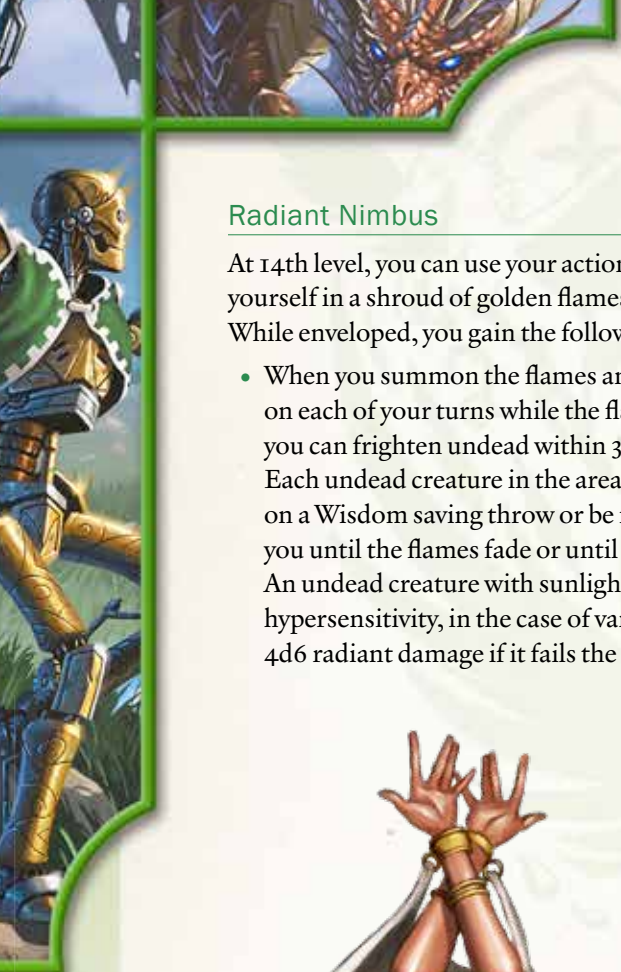 Radiant Nimbus
At 14th level, you can use your action
yourself in a shroud of golden flames
While enveloped, you gain the follow
• When you summon the flames an
on each of your turns while the fla
you can frighten undead within 3
Each undead creature in the area
on a Wisdom saving throw or be
you until the flames fade or until
An undead creature with sunligh
hypersensitivity, in the case of va
4d6 radiant damage if it fails the